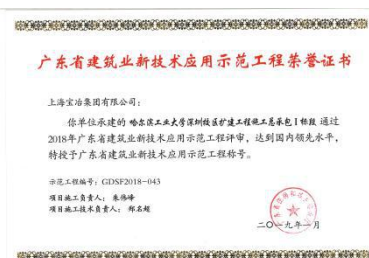 广东省建筑业新技术应用示范工程荣誉证书
上海宝冶集团有限公司：
你单位承建的 哈尔滨工业大学深圳校区扩建工程施工总承包Ⅰ标段 通过
2018年广东省建筑业新技术应用示范工程评审，达到国内领先水平，
特授予广东省建筑业新技术应用示范工程称号。
示范工程编号：GDSF2018-043
项目施工负责人： 朱伟峰
项目施工技术负责人： 郑名超
二〇一九年一月